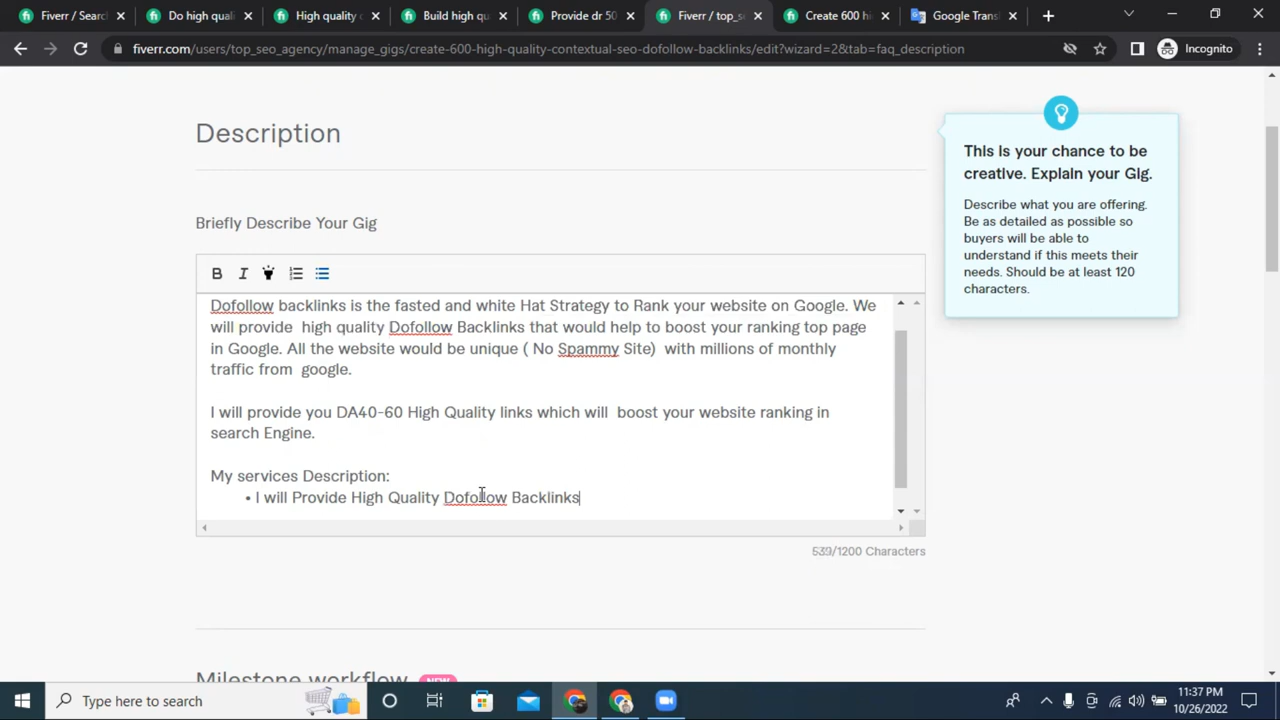 Fiverr / Searc
Do high quali
High quality c
Build high qu
Provide dr 50
Fiverr / top_s
Create 600 hi
Google Trans
fiverr.com/users/top_seo_agency/manage_gigs/create-600-high-quality-contextual-seo-dofollow-backlinks/edit?wizard=2&tab=faq_description
Incognito
Description
This is your chance to be
creative. Explain your Gig.
Describe what you are offering.
Be as detailed as possible so
buyers will be able to
understand if this meets their
needs. Should be at least 120
characters.
Briefly Describe Your Gig
B I
Dofollow backlinks is the fasted and white Hat Strategy to Rank your website on Google. We
will provide  high quality Dofollow Backlinks that would help to boost your ranking top page
in Google. All the website would be unique ( No Spammy Site)  with millions of monthly
traffic from  google.
I will provide you DA40-60 High Quality links which will  boost your website ranking in
search Engine.
My services Description:
• I will Provide High Quality Dofollow Backlinks
539/1200 Characters
Milestone workflow NEW
Type here to search
11:37 PM
10/26/2022